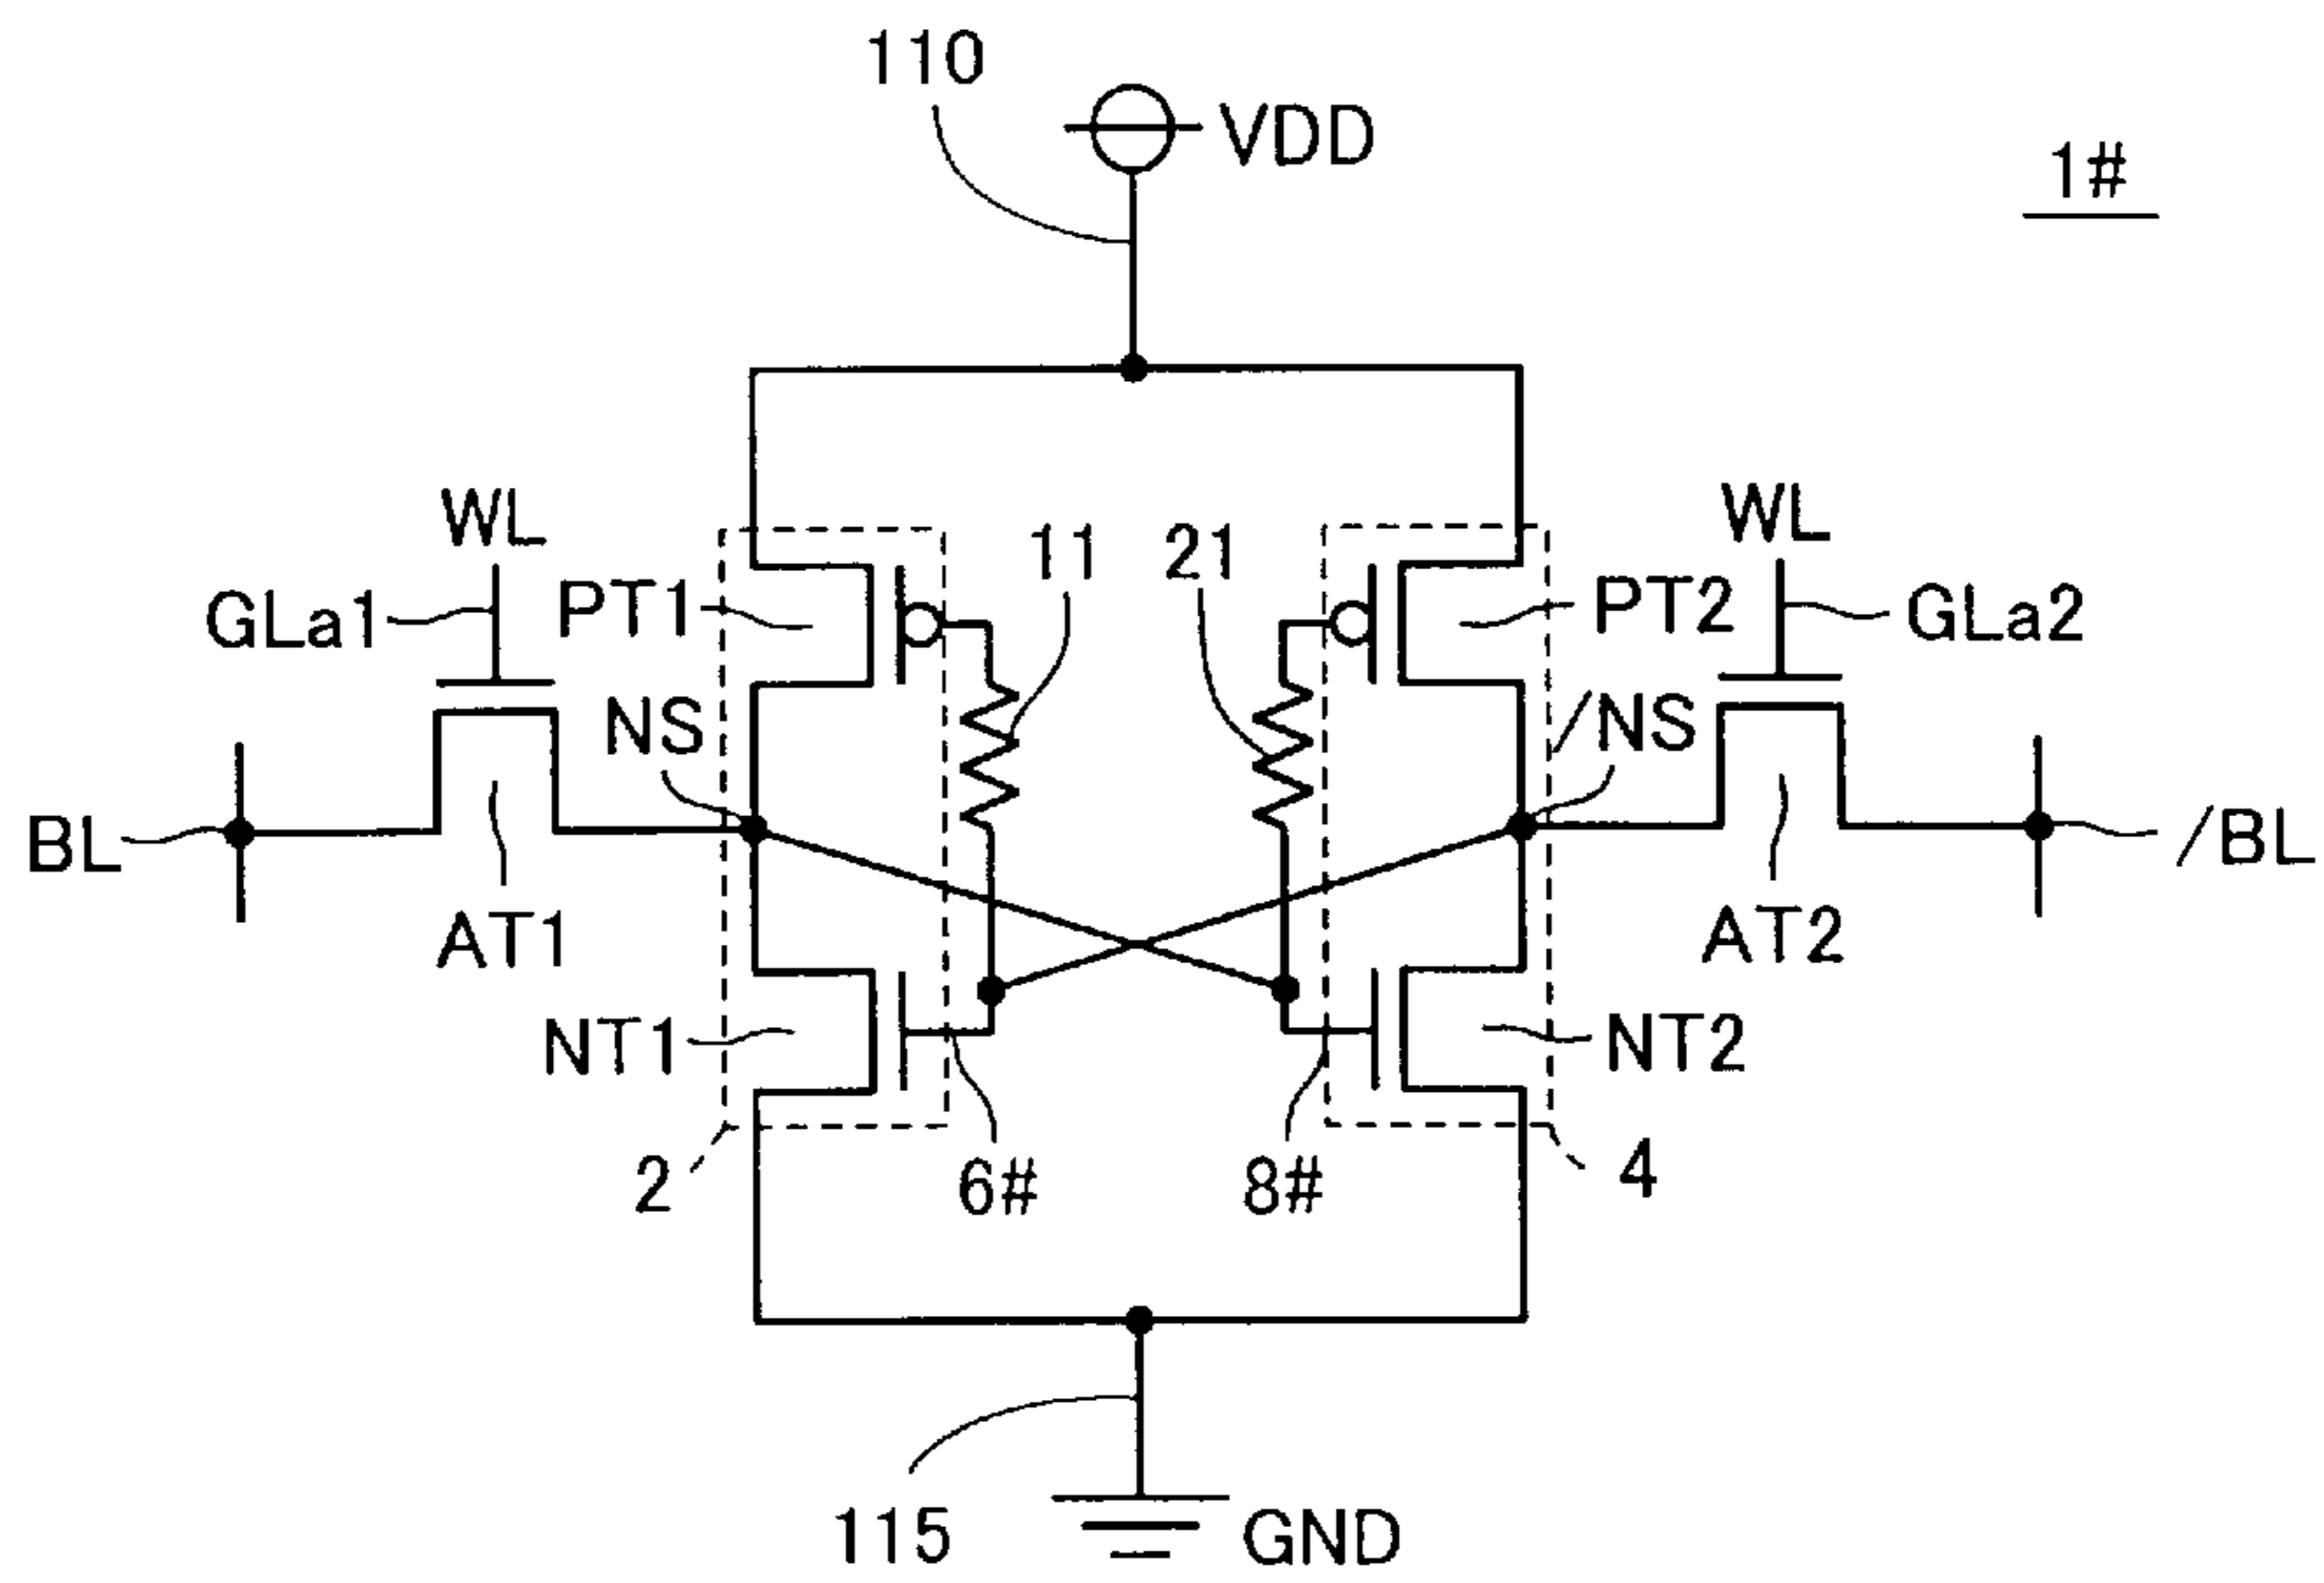 110
VDD
1#
WL
WL
11
21
GLa1
PT1
PT2
GLa2
NS
/NS
BL
/BL
AT1
AT2
NT1
NT2
2
6#
8#
4
115
GND